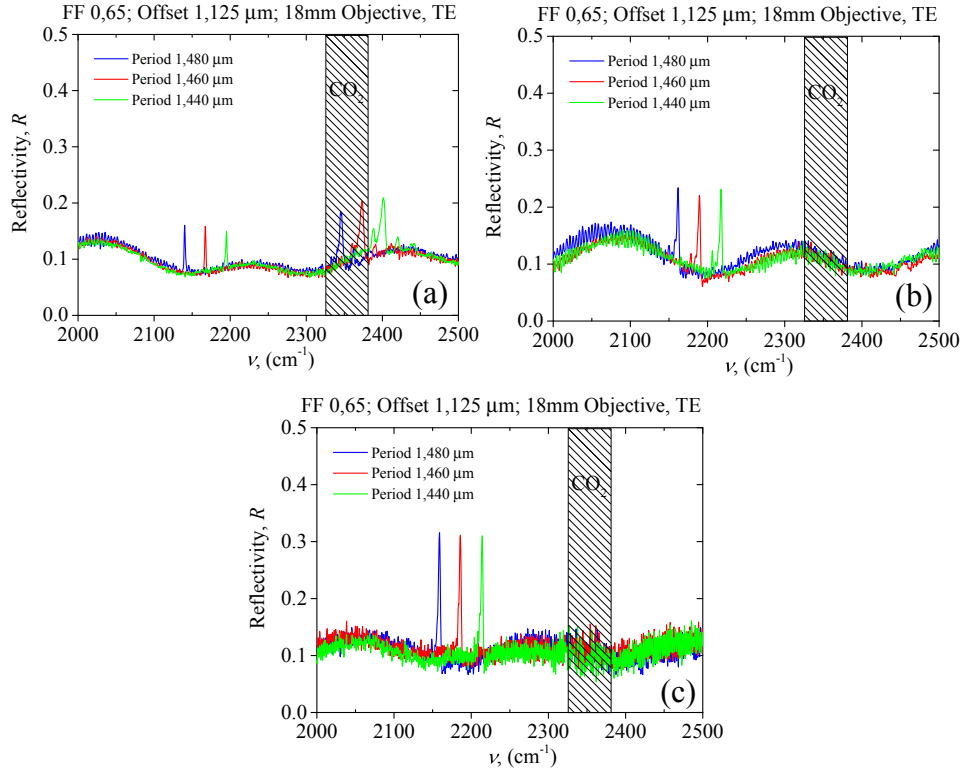 FF 0,65; Offset 1,125 µm; 18mm Objective, TE
0.5
0.4
0.3
0.2
0.1
0.0
Reflectivity, R
Period 1,480 µm
Period 1,460 µm
Period 1,440 µm
CO2
(a)
2000 2100 2200 2300 2400 2500
ν, (cm⁻¹)
FF 0,65; Offset 1,125 µm; 18mm Objective, TE
0.5
0.4
0.3
0.2
0.1
0.0
Reflectivity, R
Period 1,480 µm
Period 1,460 µm
Period 1,440 µm
CO2
(b)
2000 2100 2200 2300 2400 2500
ν, (cm⁻¹)
FF 0,65; Offset 1,125 µm; 18mm Objective, TE
0.5
0.4
0.3
0.2
0.1
0.0
Reflectivity, R
Period 1,480 µm
Period 1,460 µm
Period 1,440 µm
CO2
(c)
2000 2100 2200 2300 2400 2500
ν, (cm⁻¹)